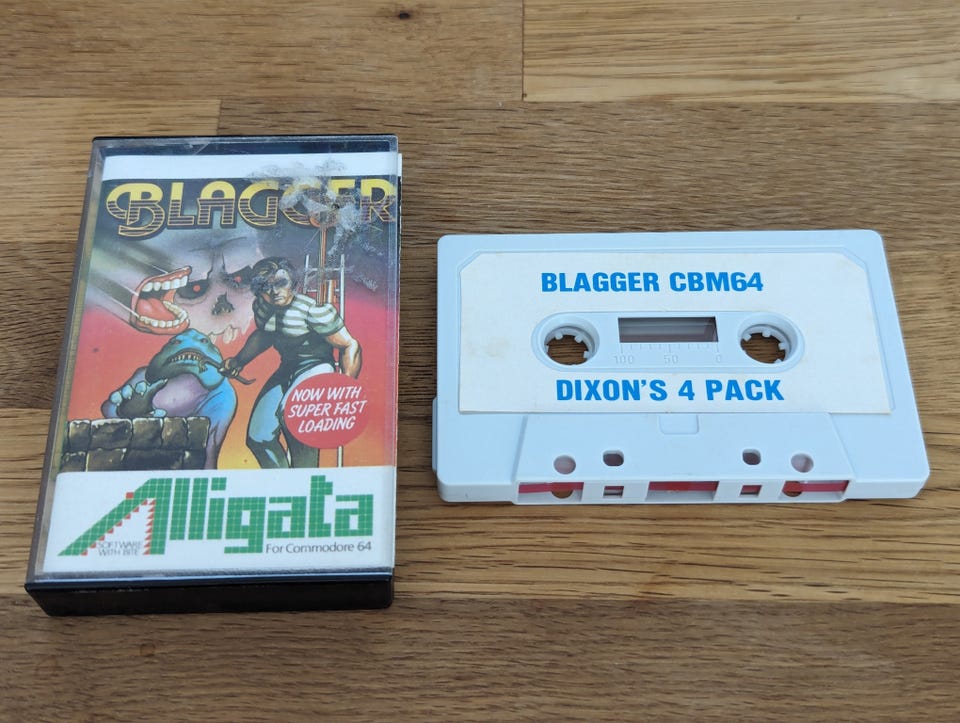 BLAGGER
NOW WITH
SUPER FAST
LOADING
Alligata
SOFTWARE
WITH BITE
For Commodore 64
BLAGGER CBM64
100 50 0
DIXON'S 4 PACK